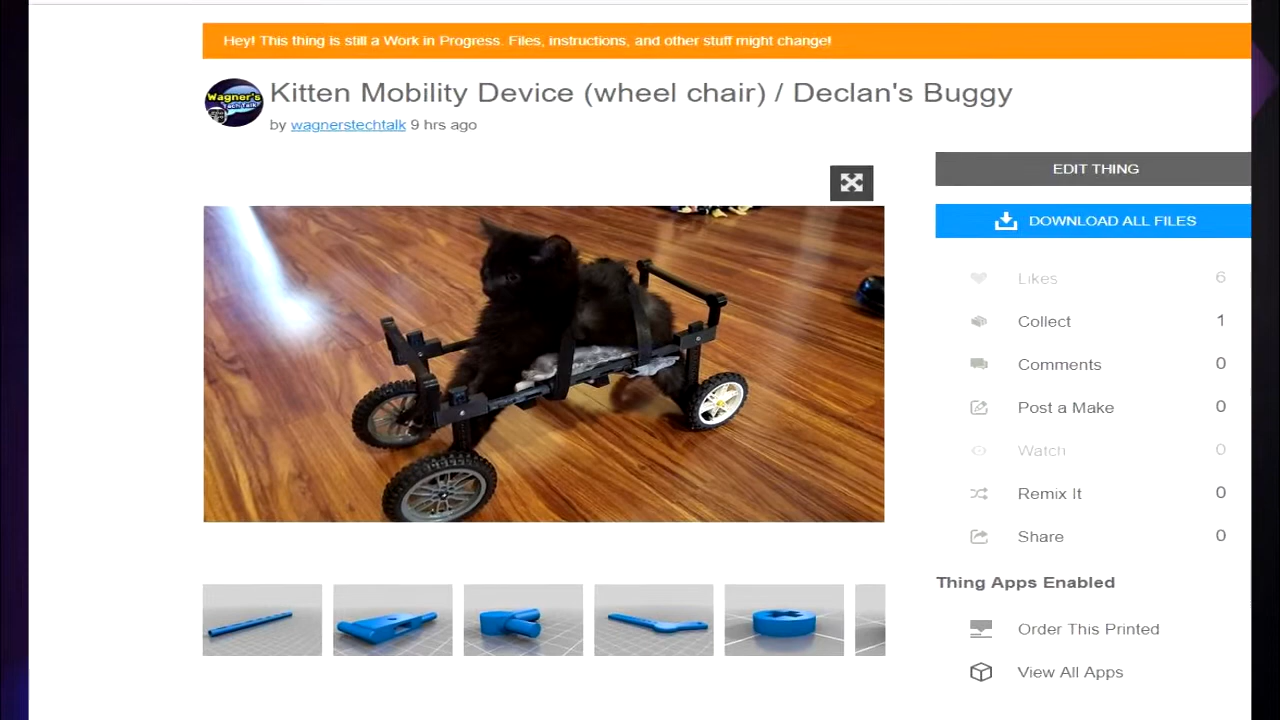 Hey! This thing is still a Work in Progress. Files, instructions, and other stuff might change!
Wagner's
Tech Talk
Kitten Mobility Device (wheel chair) / Declan's Buggy
by wagnerstechtalk 9 hrs ago
EDIT THING
DOWNLOAD ALL FILES
Likes 6
Collect 1
Comments 0
Post a Make 0
Watch 0
Remix It 0
Share 0
Thing Apps Enabled
Order This Printed
View All Apps